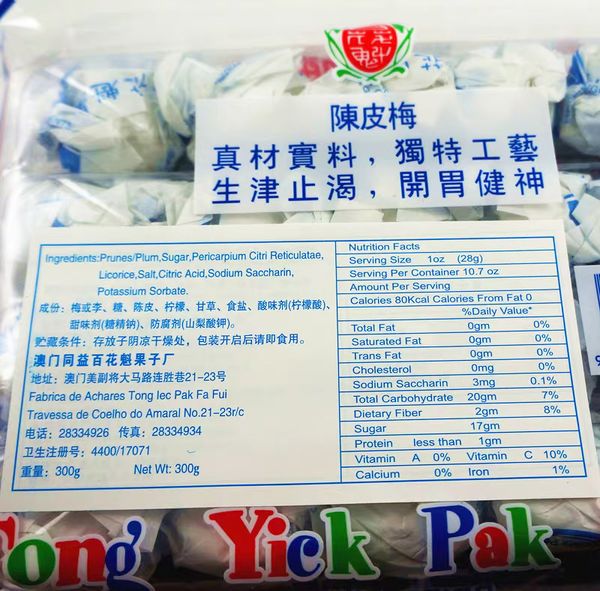 陳皮梅
真材實料，獨特工藝
生津止渴，開胃健神
Ingredients:Prunes/Plum,Sugar,Pericarpium Citri Reticulatae,
Licorice,Salt,Citric Acid,Sodium Saccharin,
Potassium Sorbate.
成份：梅或李、糖、陈皮、柠檬、甘草、食盐、酸味剂(柠檬酸)、
甜味剂(糖精钠)、防腐剂(山梨酸钾)。
贮藏条件：存放子阴凉干燥处，包装开启后请即食用。
澳门同益百花魁果子厂
地址：澳门美副将大马路连胜巷21-23号
Fabrica de Achares Tong Iec Pak Fa Fui
Travessa de Coelho do Amaral No.21-23r/c
电话：28334926 传真：28334934
卫生注册号：4400/17071
重量：300g Net Wt: 300g
Nutrition Facts
Serving Size 1oz (28g)
Serving Per Container 10.7 oz
Amount Per Serving
Calories 80Kcal Calories From Fat 0
%Daily Value*
Total Fat 0gm 0%
Saturated Fat 0gm 0%
Trans Fat 0gm 0%
Cholesterol 0mg 0%
Sodium Saccharin 3mg 0.1%
Total Carbohydrate 20gm 7%
Dietary Fiber 2gm 8%
Sugar 17gm
Protein less than 1gm
Vitamin A 0% Vitamin C 10%
Calcium 0% Iron 1%
Tong Yick Pak